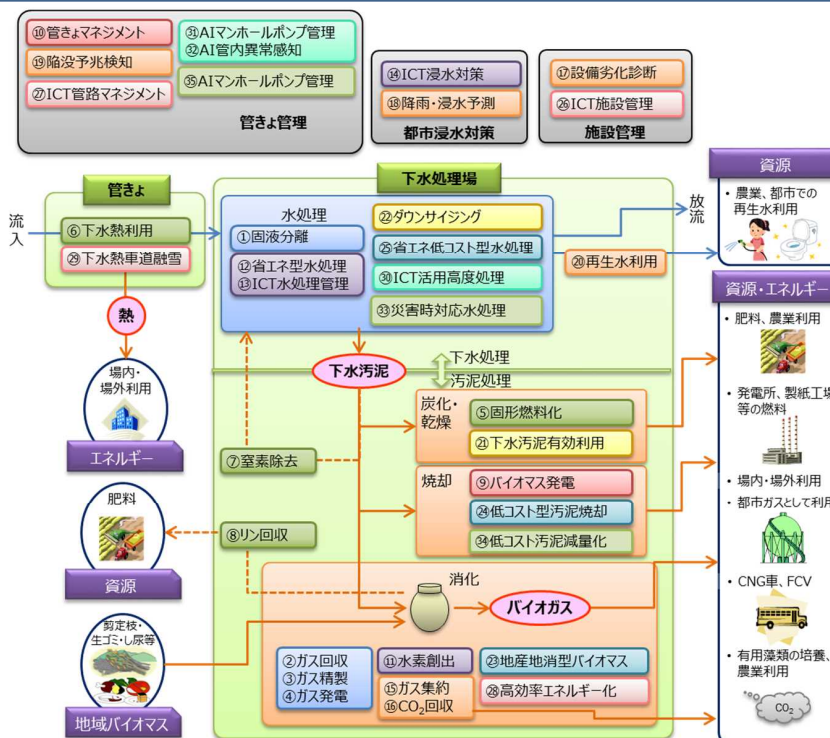 ⑩管きょマネジメント
⑲陥没予兆検知
㉗ICT管路マネジメント
㉛AIマンホールポンプ管理
㉜AI管内異常感知
㉟AIマンホールポンプ管理
管きょ管理
⑭ICT浸水対策
⑱降雨・浸水予測
都市浸水対策
⑰設備劣化診断
㉖ICT施設管理
施設管理
管きょ
流入
⑥下水熱利用
㉙下水熱車道融雪
熱
場内・
場外利用
エネルギー
肥料
資源
剪定枝・
生ゴミ・し尿等
地域バイオマス
下水処理場
水処理
①固液分離
⑫省エネ型水処理
⑬ICT水処理管理
㉒ダウンサイジング
㉕省エネ低コスト型水処理
㉚ICT活用高度処理
㉝災害時対応水処理
放流
⑳再生水利用
下水汚泥
下水処理
汚泥処理
炭化・
乾燥
⑤固形燃料化
㉑下水汚泥有効利用
⑦窒素除去
焼却
⑨バイオマス発電
㉔低コスト型汚泥焼却
㉞低コスト汚泥減量化
⑧リン回収
消化
バイオガス
②ガス回収
③ガス精製
④ガス発電
⑪水素創出
⑮ガス集約
⑯CO₂回収
㉓地産地消型バイオマス
㉘高効率エネルギー化
資源
・農業、都市での
再生水利用
資源・エネルギー
・肥料、農業利用
・発電所、製紙工場
等の燃料
・場内・場外利用
・都市ガスとして利用
・CNG車、FCV
・有用藻類の培養、
農業利用
CO₂